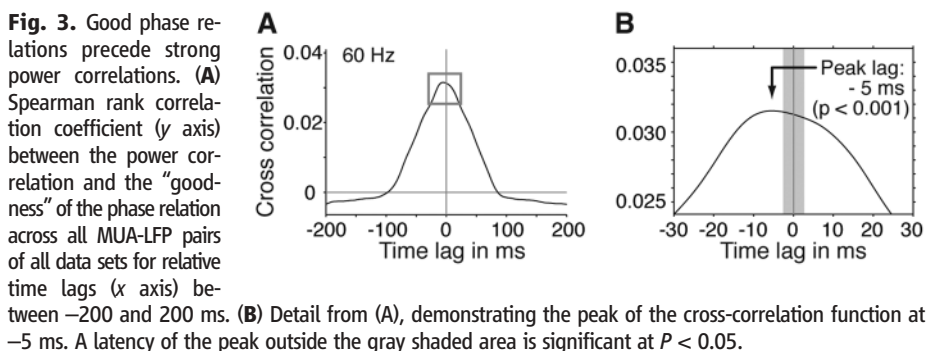 Fig. 3. Good phase re-
lations precede strong
power correlations. (A)
Spearman rank correla-
tion coefficient (y axis)
between the power cor-
relation and the “good-
ness” of the phase relation
across all MUA-LFP pairs
of all data sets for relative
time lags (x axis) be-
tween –200 and 200 ms. (B) Detail from (A), demonstrating the peak of the cross-correlation function at
–5 ms. A latency of the peak outside the gray shaded area is significant at P < 0.05.
A
60 Hz
Cross correlation
0.04
0.02
0
-200 -100 0 100 200
Time lag in ms
B
0.035
0.030
0.025
Peak lag:
- 5 ms
(p < 0.001)
-30 -20 -10 0 10 20 30
Time lag in ms